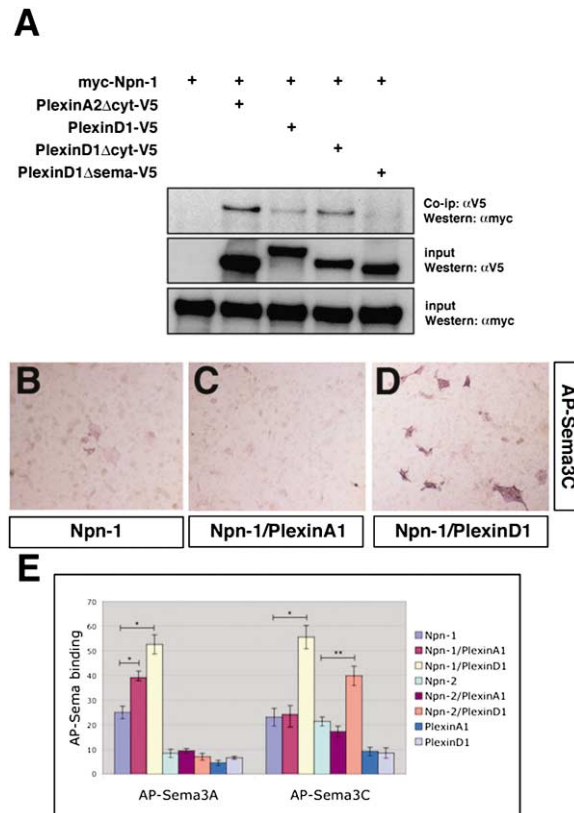 A
myc-Npn-1 + + + + +
PlexinA2Δcyt-V5 +
PlexinD1-V5 +
PlexinD1Δcyt-V5 +
PlexinD1Δsema-V5 +
Co-ip: αV5
Western: αmyc
input
Western: αV5
input
Western: αmyc
B
C
D
AP-Sema3C
Npn-1
Npn-1/PlexinA1
Npn-1/PlexinD1
E
AP-Sema binding
70
60
50
40
30
20
10
0
* * * **
Npn-1
Npn-1/PlexinA1
Npn-1/PlexinD1
Npn-2
Npn-2/PlexinA1
Npn-2/PlexinD1
PlexinA1
PlexinD1
AP-Sema3A
AP-Sema3C